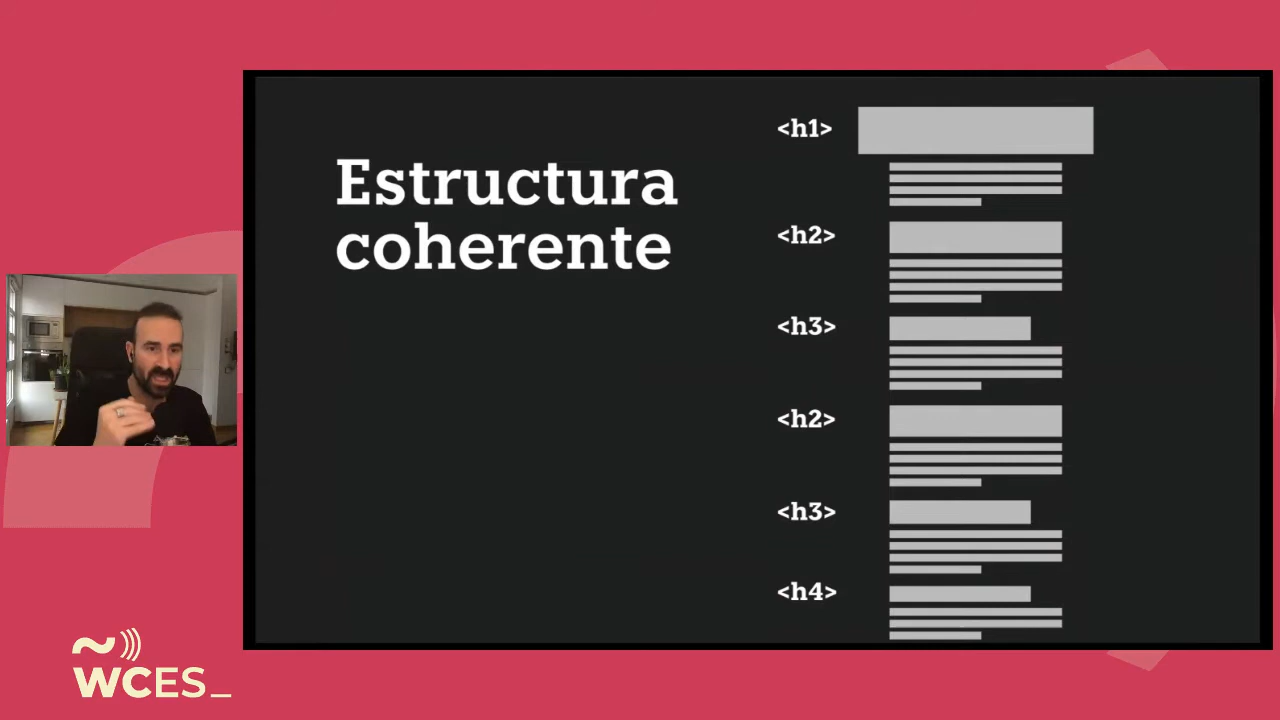 Estructura
coherente
<h1>
<h2>
<h3>
<h2>
<h3>
<h4>
WCES_